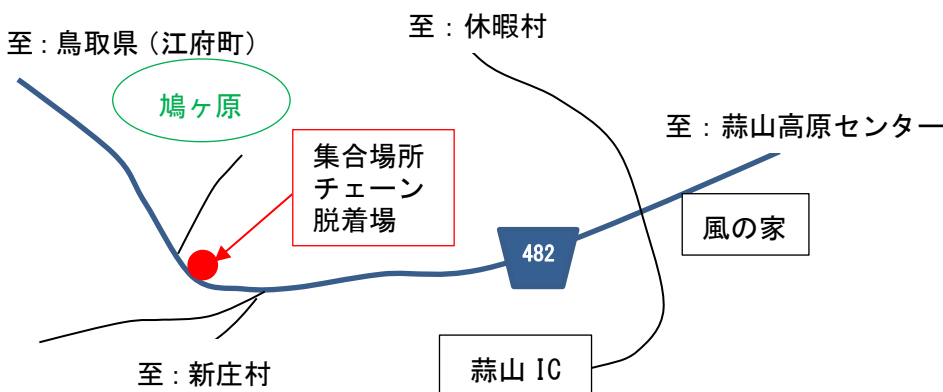 至：休暇村
至：鳥取県（江府町）
鳩ヶ原
至：蒜山高原センター
集合場所
チェーン
脱着場
風の家
482
至：新庄村
蒜山 IC